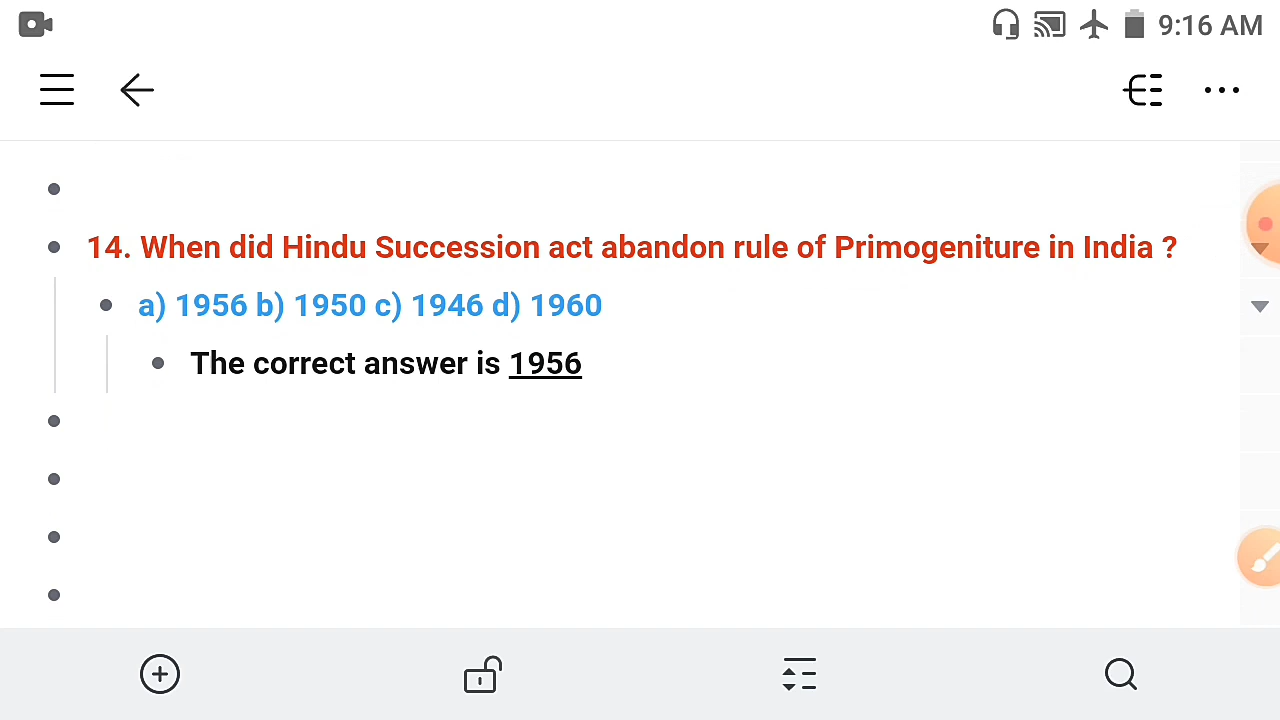 9:16 AM
14. When did Hindu Succession act abandon rule of Primogeniture in India ?
a) 1956 b) 1950 c) 1946 d) 1960
The correct answer is 1956